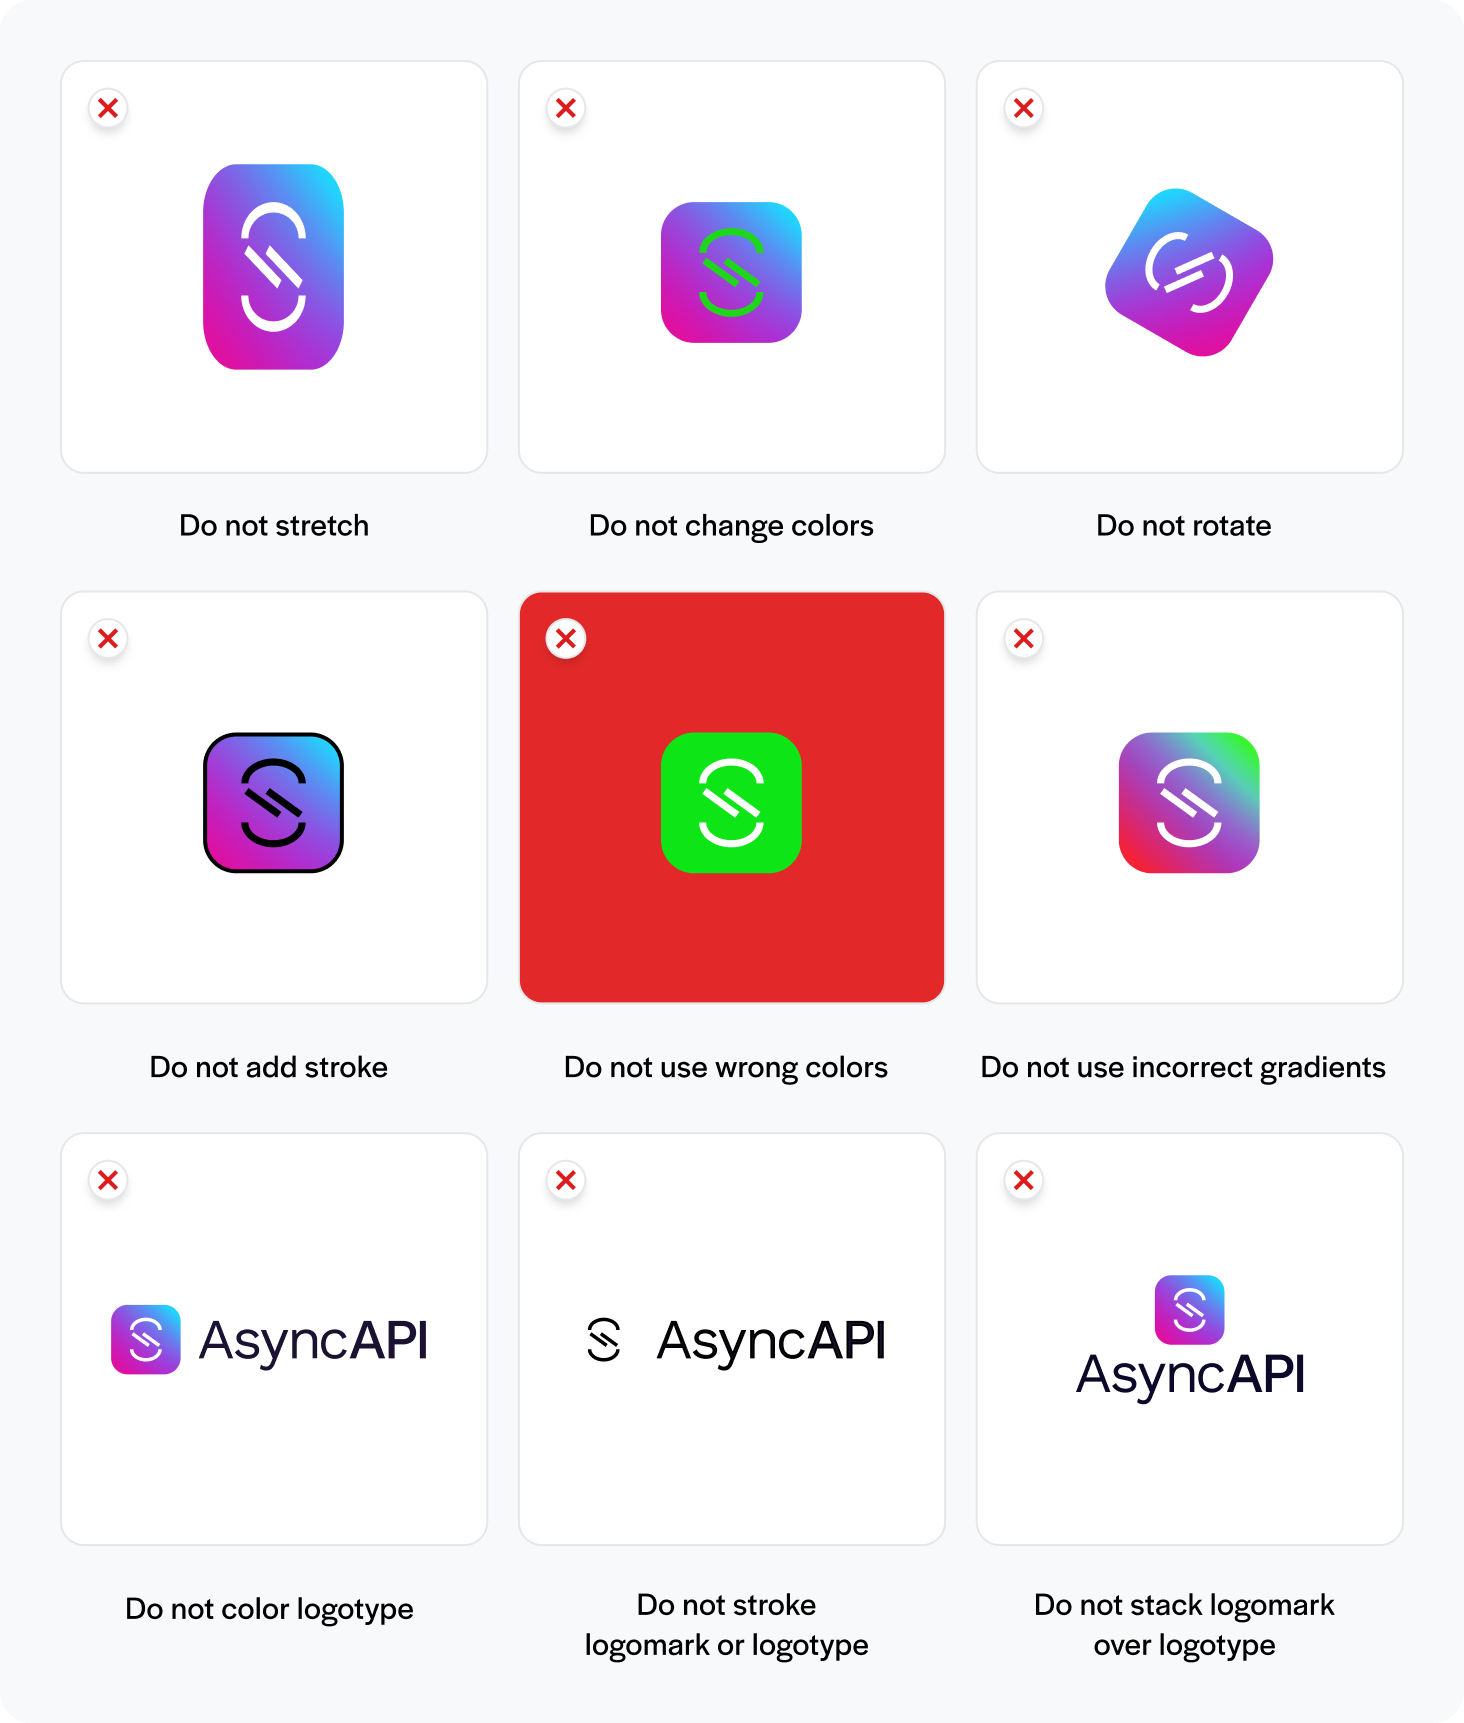 Do not stretch
Do not change colors
Do not rotate
Do not add stroke
Do not use wrong colors
Do not use incorrect gradients
AsyncAPI
Do not color logotype
AsyncAPI
Do not stroke
logomark or logotype
AsyncAPI
Do not stack logomark
over logotype